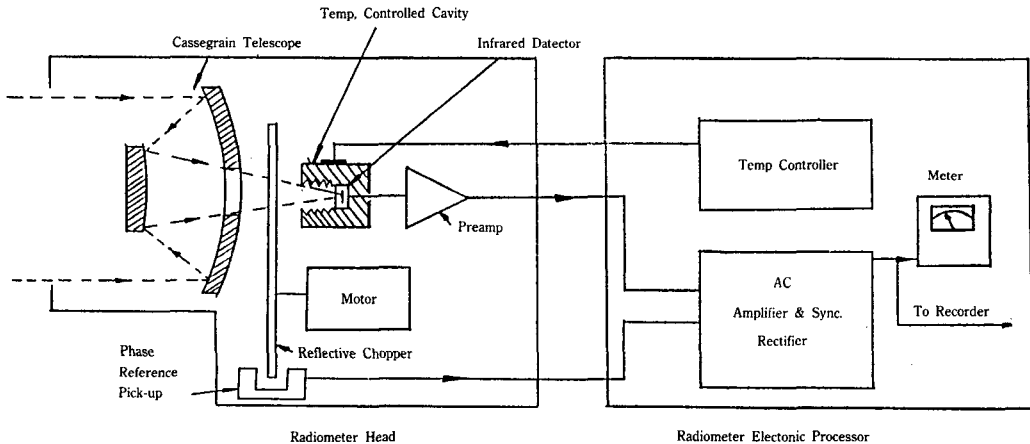 Temp, Controlled Cavity
Cassegrain Telescope
Infrared Datector
Temp Controller
Meter
Preamp
Motor
AC
Amplifier & Sync.
Rectifier
To Recorder
Reflective Chopper
Phase
Reference
Pick-up
Radiometer Head
Radiometer Electonic Processor